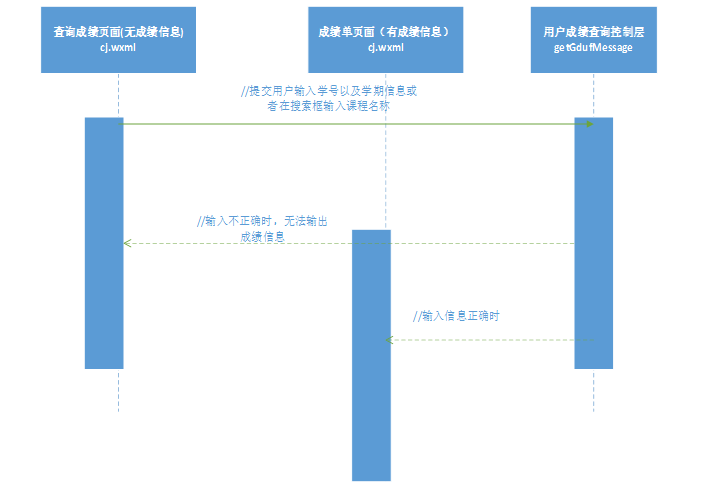 查询成绩页面(无成绩信息)
cj.wxml
成绩单页面（有成绩信息）
cj.wxml
用户成绩查询控制层
getGdufMessage
//提交用户输入学号以及学期信息或
者在搜索框输入课程名称
//输入不正确时，无法输出
成绩信息
//输入信息正确时